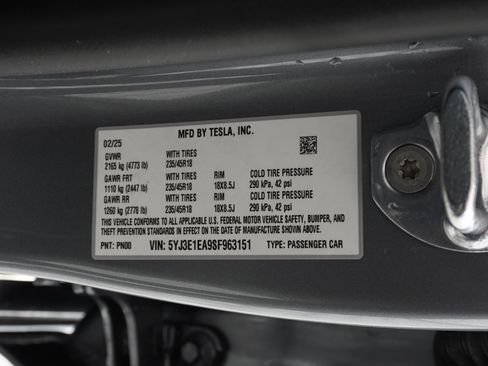 MFD BY TESLA, INC.
02/25
GVWR WITH TIRES
2165 kg (4773 lb) 235/45R18
GAWR FRT WITH TIRES RIM COLD TIRE PRESSURE
1110 kg (2447 lb) 235/45R18 18X8.5J 290 kPa, 42 psi
GAWR RR WITH TIRES RIM COLD TIRE PRESSURE
1260 kg (2778 lb) 235/45R18 18X8.5J 290 kPa, 42 psi
THIS VEHICLE CONFORMS TO ALL APPLICABLE U.S. FEDERAL MOTOR VEHICLE SAFETY, BUMPER, AND
THEFT PREVENTION STANDARDS IN EFFECT ON THE DATE OF MANUFACTURE SHOWN ABOVE.
PNT: PN00 VIN: 5YJ3E1EA9SF963151 TYPE: PASSENGER CAR